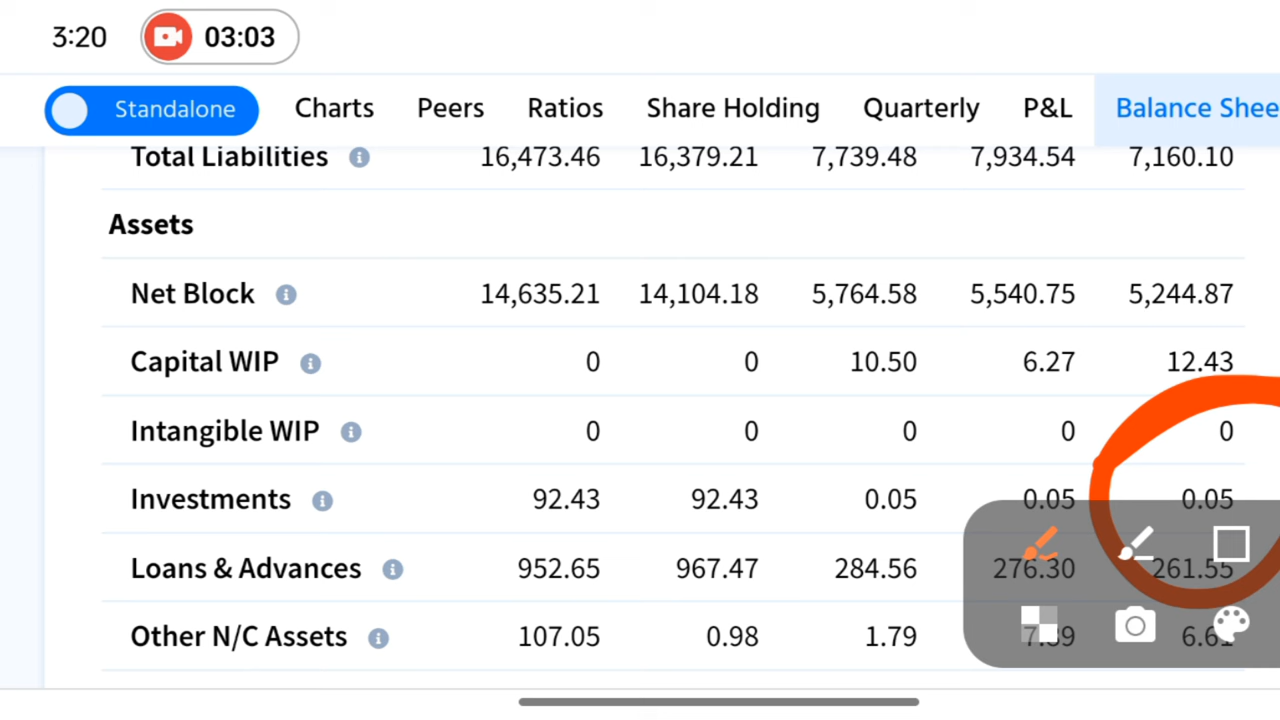 3:20 03:03
Standalone Charts Peers Ratios Share Holding Quarterly P&L Balance Shee
Total Liabilities 16,473.46 16,379.21 7,739.48 7,934.54 7,160.10
Assets
Net Block 14,635.21 14,104.18 5,764.58 5,540.75 5,244.87
Capital WIP 0 0 10.50 6.27 12.43
Intangible WIP 0 0 0 0 0
Investments 92.43 92.43 0.05 0.05 0.05
Loans & Advances 952.65 967.47 284.56 276.30 261.55
Other N/C Assets 107.05 0.98 1.79